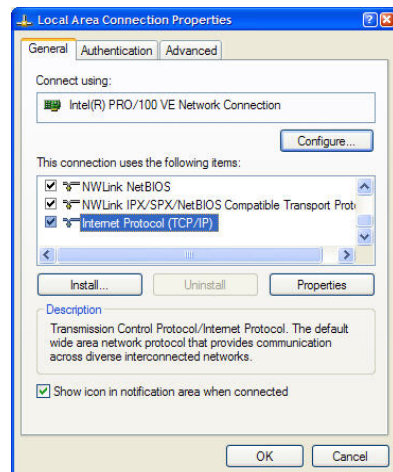 Local Area Connection Properties
General
Authentication
Advanced
Connect using:
Intel(R) PRO/100 VE Network Connection
Configure...
This connection uses the following items:
NWLink NetBIOS
NWLink IPX/SPX/NetBIOS Compatible Transport Prot
Internet Protocol (TCP/IP)
Install...
Uninstall
Properties
Description
Transmission Control Protocol/Internet Protocol. The default
wide area network protocol that provides communication
across diverse interconnected networks.
Show icon in notification area when connected
OK
Cancel